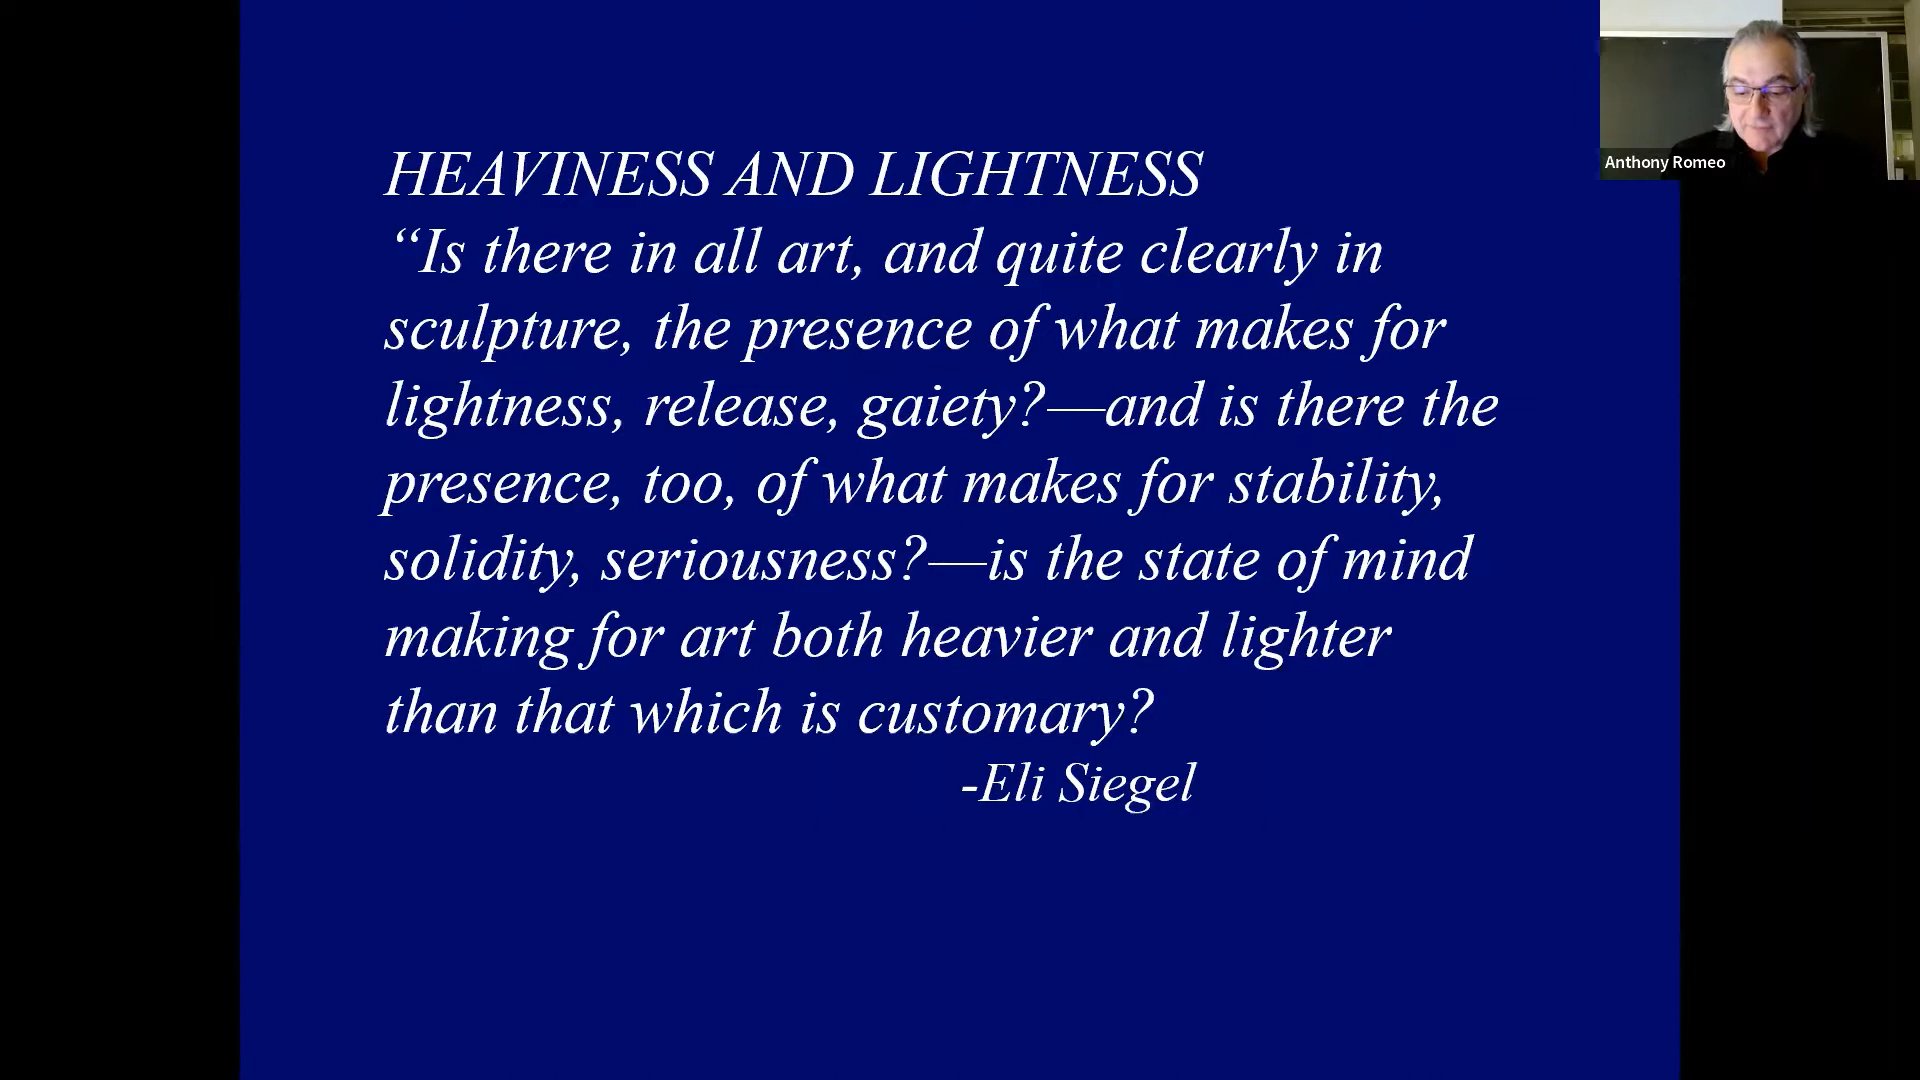 HEAVINESS AND LIGHTNESS
“Is there in all art, and quite clearly in
sculpture, the presence of what makes for
lightness, release, gaiety?—and is there the
presence, too, of what makes for stability,
solidity, seriousness?—is the state of mind
making for art both heavier and lighter
than that which is customary?
-Eli Siegel
Anthony Romeo